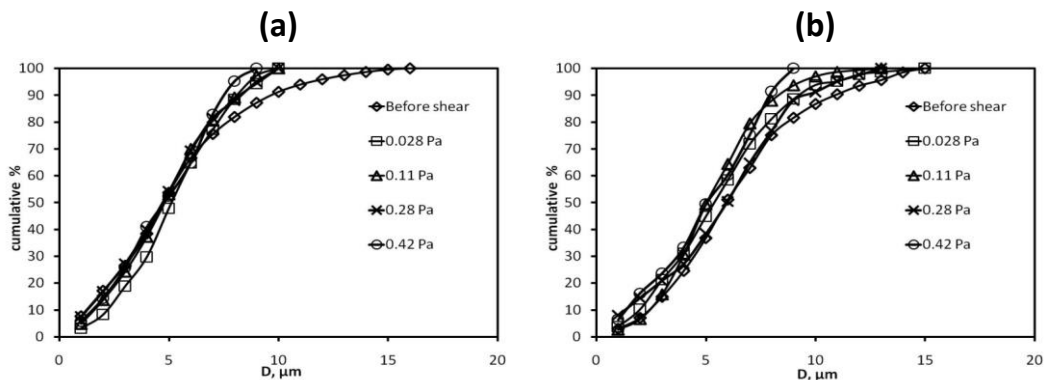 (a)
100
90
80
70
60
50
40
30
20
10
0
cumulative %
0 5 10 15 20
D, μm
Before shear
0.028 Pa
0.11 Pa
0.28 Pa
0.42 Pa
(b)
100
90
80
70
60
50
40
30
20
10
0
cumulative %
0 5 10 15 20
D, μm
Before shear
0.028 Pa
0.11 Pa
0.28 Pa
0.42 Pa